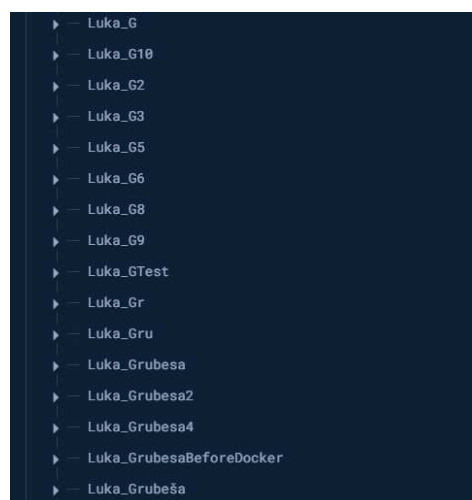 Luka_G
Luka_G10
Luka_G2
Luka_G3
Luka_G5
Luka_G6
Luka_G8
Luka_G9
Luka_GTest
Luka_Gr
Luka_Gru
Luka_Grubesa
Luka_Grubesa2
Luka_Grubesa4
Luka_GrubesaBeforeDocker
Luka_Grubeša